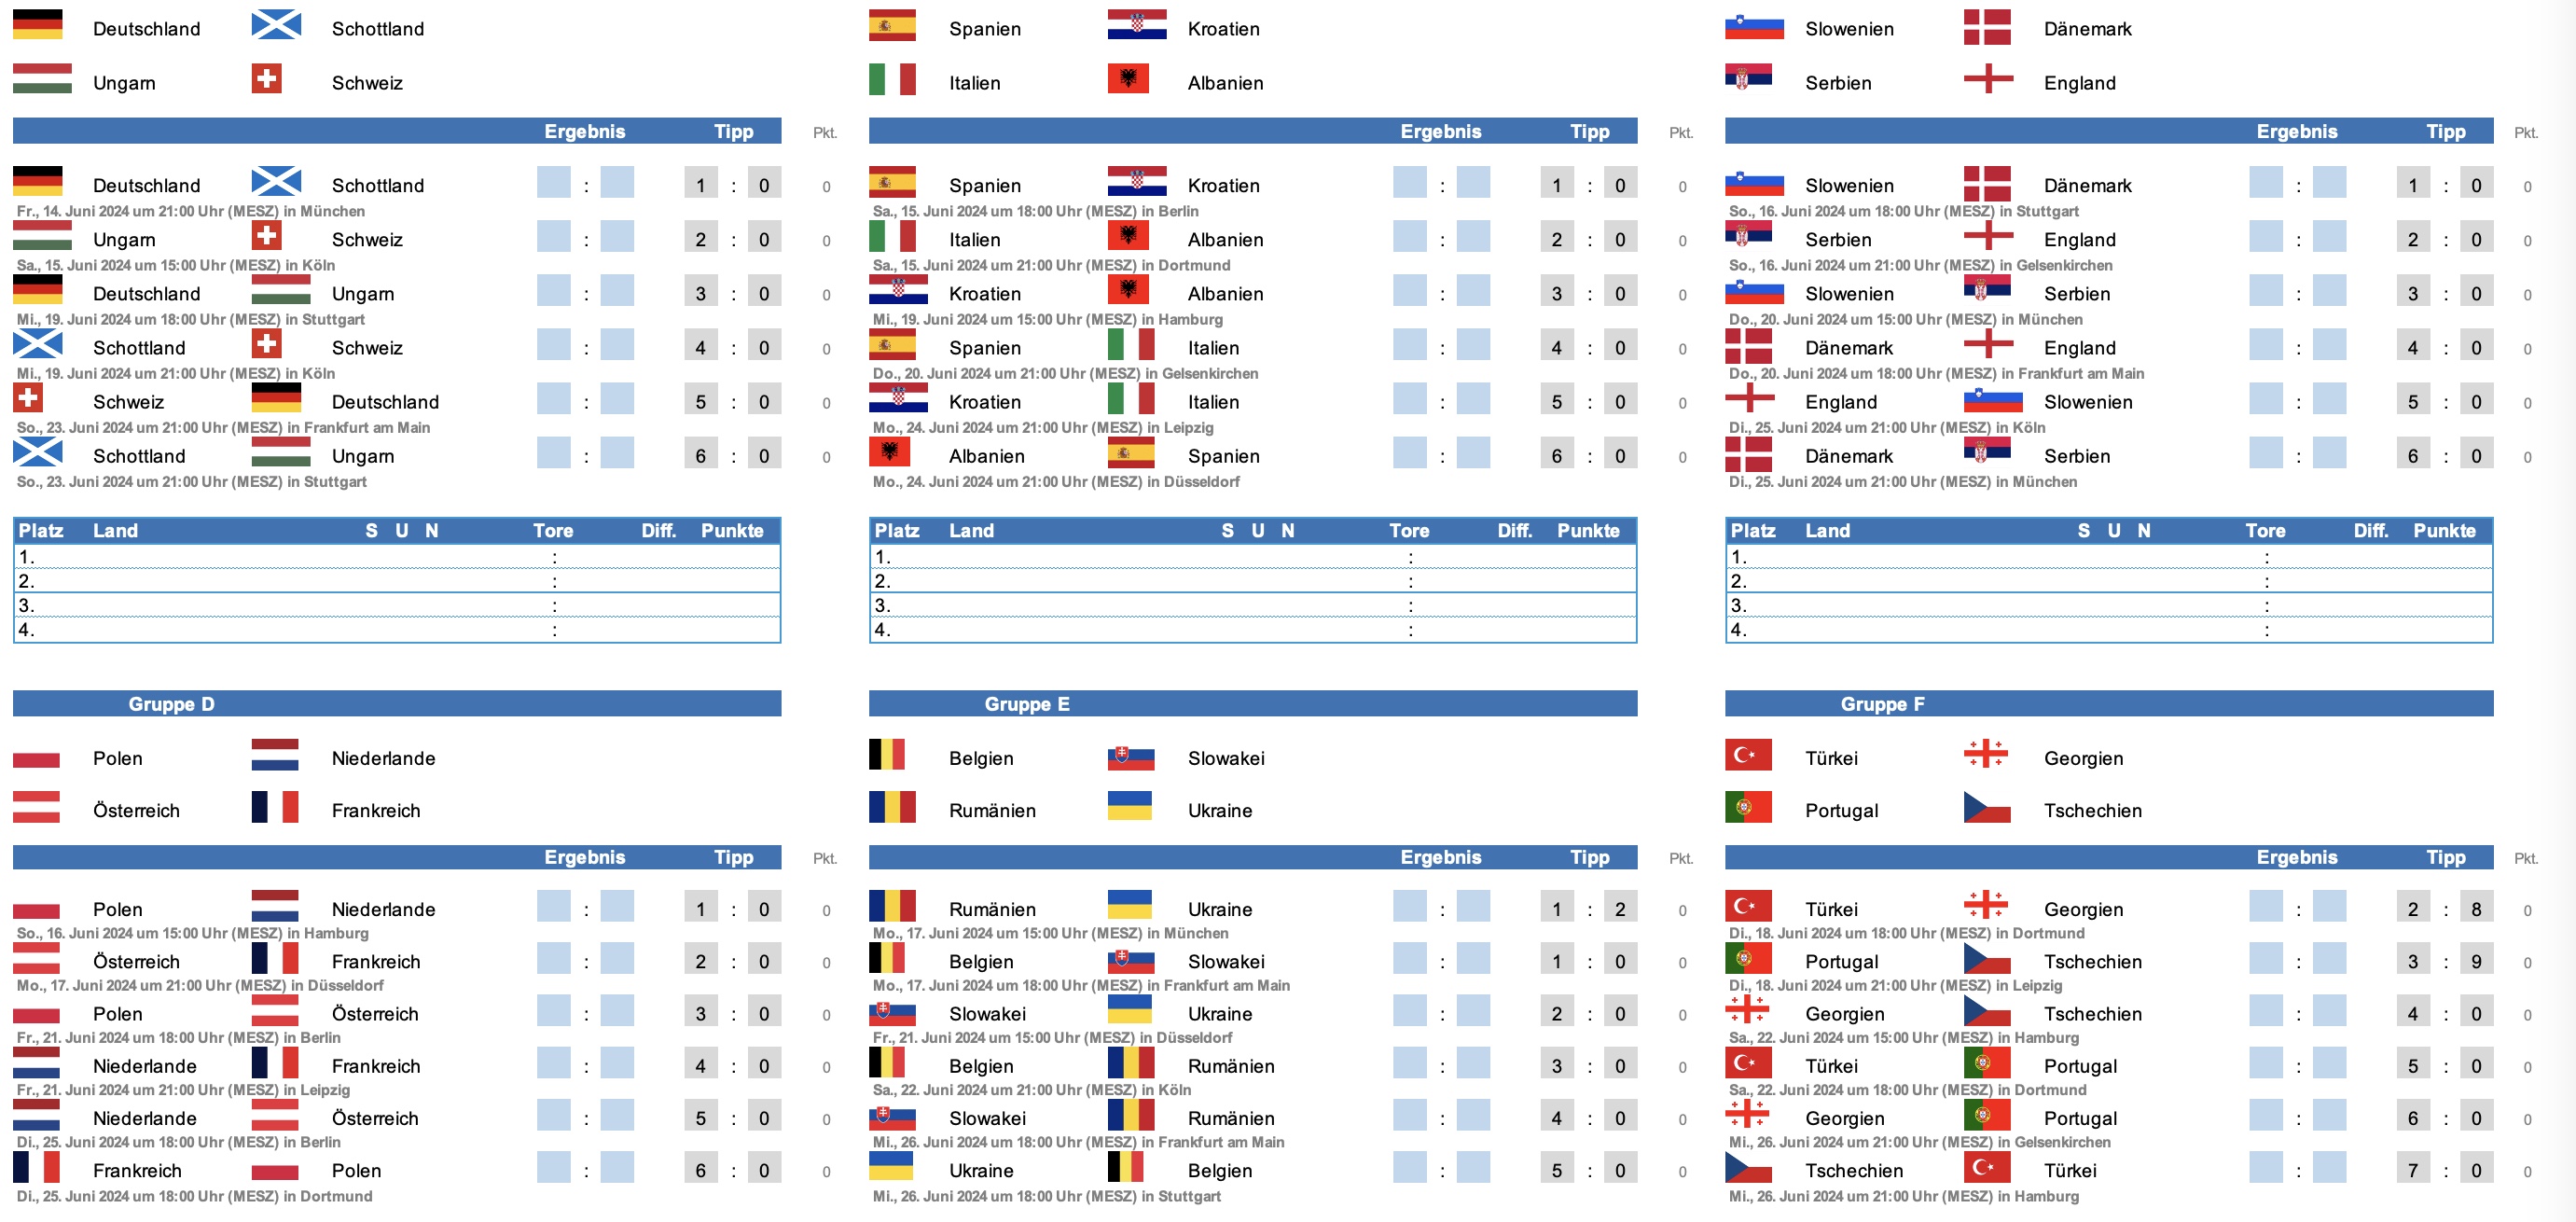 Deutschland Schottland
Ungarn Schweiz
Ergebnis Tipp Pkt.
Deutschland Schottland : 1 : 0 0
Fr., 14. Juni 2024 um 21:00 Uhr (MESZ) in München
Ungarn Schweiz : 2 : 0 0
Sa., 15. Juni 2024 um 15:00 Uhr (MESZ) in Köln
Deutschland Ungarn : 3 : 0 0
Mi., 19. Juni 2024 um 18:00 Uhr (MESZ) in Stuttgart
Schottland Schweiz : 4 : 0 0
Mi., 19. Juni 2024 um 21:00 Uhr (MESZ) in Köln
Schweiz Deutschland : 5 : 0 0
So., 23. Juni 2024 um 21:00 Uhr (MESZ) in Frankfurt am Main
Schottland Ungarn : 6 : 0 0
So., 23. Juni 2024 um 21:00 Uhr (MESZ) in Stuttgart
Platz Land S U N Tore Diff. Punkte
1. :
2. :
3. :
4. :
Spanien Kroatien
Italien Albanien
Ergebnis Tipp Pkt.
Spanien Kroatien : 1 : 0 0
Sa., 15. Juni 2024 um 18:00 Uhr (MESZ) in Berlin
Italien Albanien : 2 : 0 0
Sa., 15. Juni 2024 um 21:00 Uhr (MESZ) in Dortmund
Kroatien Albanien : 3 : 0 0
Mi., 19. Juni 2024 um 15:00 Uhr (MESZ) in Hamburg
Spanien Italien : 4 : 0 0
Do., 20. Juni 2024 um 21:00 Uhr (MESZ) in Gelsenkirchen
Kroatien Italien : 5 : 0 0
Mo., 24. Juni 2024 um 21:00 Uhr (MESZ) in Leipzig
Albanien Spanien : 6 : 0 0
Mo., 24. Juni 2024 um 21:00 Uhr (MESZ) in Düsseldorf
Platz Land S U N Tore Diff. Punkte
1. :
2. :
3. :
4. :
Slowenien Dänemark
Serbien England
Ergebnis Tipp Pkt.
Slowenien Dänemark : 1 : 0 0
So., 16. Juni 2024 um 18:00 Uhr (MESZ) in Stuttgart
Serbien England : 2 : 0 0
So., 16. Juni 2024 um 21:00 Uhr (MESZ) in Gelsenkirchen
Slowenien Serbien : 3 : 0 0
Do., 20. Juni 2024 um 15:00 Uhr (MESZ) in München
Dänemark England : 4 : 0 0
Do., 20. Juni 2024 um 18:00 Uhr (MESZ) in Frankfurt am Main
England Slowenien : 5 : 0 0
Di., 25. Juni 2024 um 21:00 Uhr (MESZ) in Köln
Dänemark Serbien : 6 : 0 0
Di., 25. Juni 2024 um 21:00 Uhr (MESZ) in München
Platz Land S U N Tore Diff. Punkte
1. :
2. :
3. :
4. :
Gruppe D
Polen Niederlande
Österreich Frankreich
Ergebnis Tipp Pkt.
Polen Niederlande : 1 : 0 0
So., 16. Juni 2024 um 15:00 Uhr (MESZ) in Hamburg
Österreich Frankreich : 2 : 0 0
Mo., 17. Juni 2024 um 21:00 Uhr (MESZ) in Düsseldorf
Polen Österreich : 3 : 0 0
Fr., 21. Juni 2024 um 18:00 Uhr (MESZ) in Berlin
Niederlande Frankreich : 4 : 0 0
Fr., 21. Juni 2024 um 21:00 Uhr (MESZ) in Leipzig
Niederlande Österreich : 5 : 0 0
Di., 25. Juni 2024 um 18:00 Uhr (MESZ) in Berlin
Frankreich Polen : 6 : 0 0
Di., 25. Juni 2024 um 18:00 Uhr (MESZ) in Dortmund
Gruppe E
Belgien Slowakei
Rumänien Ukraine
Ergebnis Tipp Pkt.
Rumänien Ukraine : 1 : 2 0
Mo., 17. Juni 2024 um 15:00 Uhr (MESZ) in München
Belgien Slowakei : 1 : 0 0
Mo., 17. Juni 2024 um 18:00 Uhr (MESZ) in Frankfurt am Main
Slowakei Ukraine : 2 : 0 0
Fr., 21. Juni 2024 um 15:00 Uhr (MESZ) in Düsseldorf
Belgien Rumänien : 3 : 0 0
Sa., 22. Juni 2024 um 21:00 Uhr (MESZ) in Köln
Slowakei Rumänien : 4 : 0 0
Mi., 26. Juni 2024 um 18:00 Uhr (MESZ) in Frankfurt am Main
Ukraine Belgien : 5 : 0 0
Mi., 26. Juni 2024 um 18:00 Uhr (MESZ) in Stuttgart
Gruppe F
Türkei Georgien
Portugal Tschechien
Ergebnis Tipp Pkt.
Türkei Georgien : 2 : 8 0
Di., 18. Juni 2024 um 18:00 Uhr (MESZ) in Dortmund
Portugal Tschechien : 3 : 9 0
Di., 18. Juni 2024 um 21:00 Uhr (MESZ) in Leipzig
Georgien Tschechien : 4 : 0 0
Sa., 22. Juni 2024 um 15:00 Uhr (MESZ) in Hamburg
Türkei Portugal : 5 : 0 0
Sa., 22. Juni 2024 um 18:00 Uhr (MESZ) in Dortmund
Georgien Portugal : 6 : 0 0
Mi., 26. Juni 2024 um 21:00 Uhr (MESZ) in Gelsenkirchen
Tschechien Türkei : 7 : 0 0
Mi., 26. Juni 2024 um 21:00 Uhr (MESZ) in Hamburg